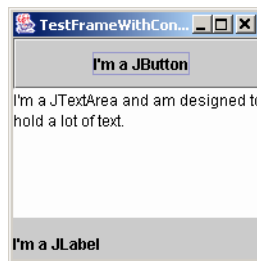 TestFrameWithCon...
I'm a JButton
I'm a JTextArea and am designed to
hold a lot of text.
I'm a JLabel